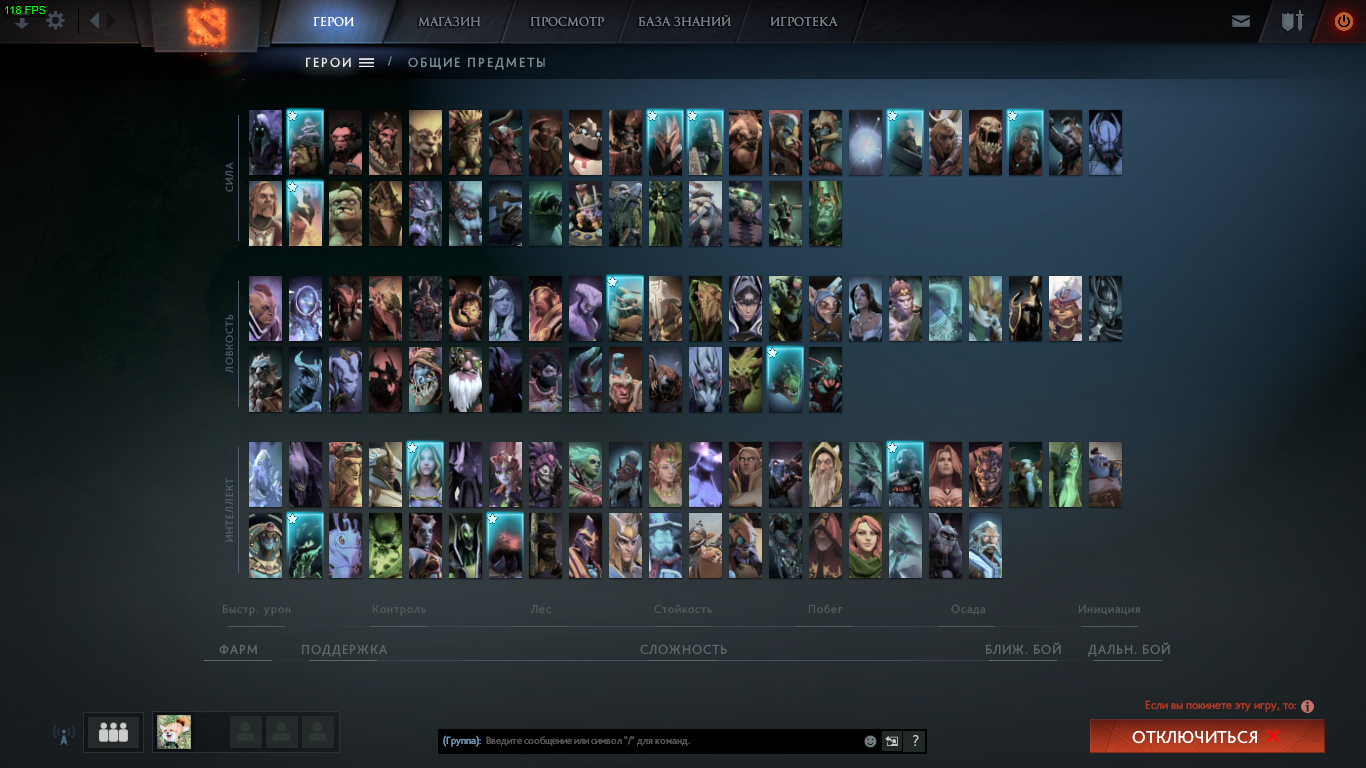 118 FPS
ГЕРОИ
МАГАЗИН
ПРОСМОТР
БАЗА ЗНАНИЙ
ИГРОТЕКА
ГЕРОИ / ОБЩИЕ ПРЕДМЕТЫ
СИЛА
ЛОВКОСТЬ
ИНТЕЛЛЕКТ
Быстр. урон
Контроль
Лес
Стойкость
Побег
Осада
Инициация
ФАРМ
ПОДДЕРЖКА
СЛОЖНОСТЬ
БЛИЖ. БОЙ
ДАЛЬН. БОЙ
Если вы покинете эту игру, то:
(Группа): Введите сообщение или символ "/" для команд.
?
ОТКЛЮЧИТЬСЯ